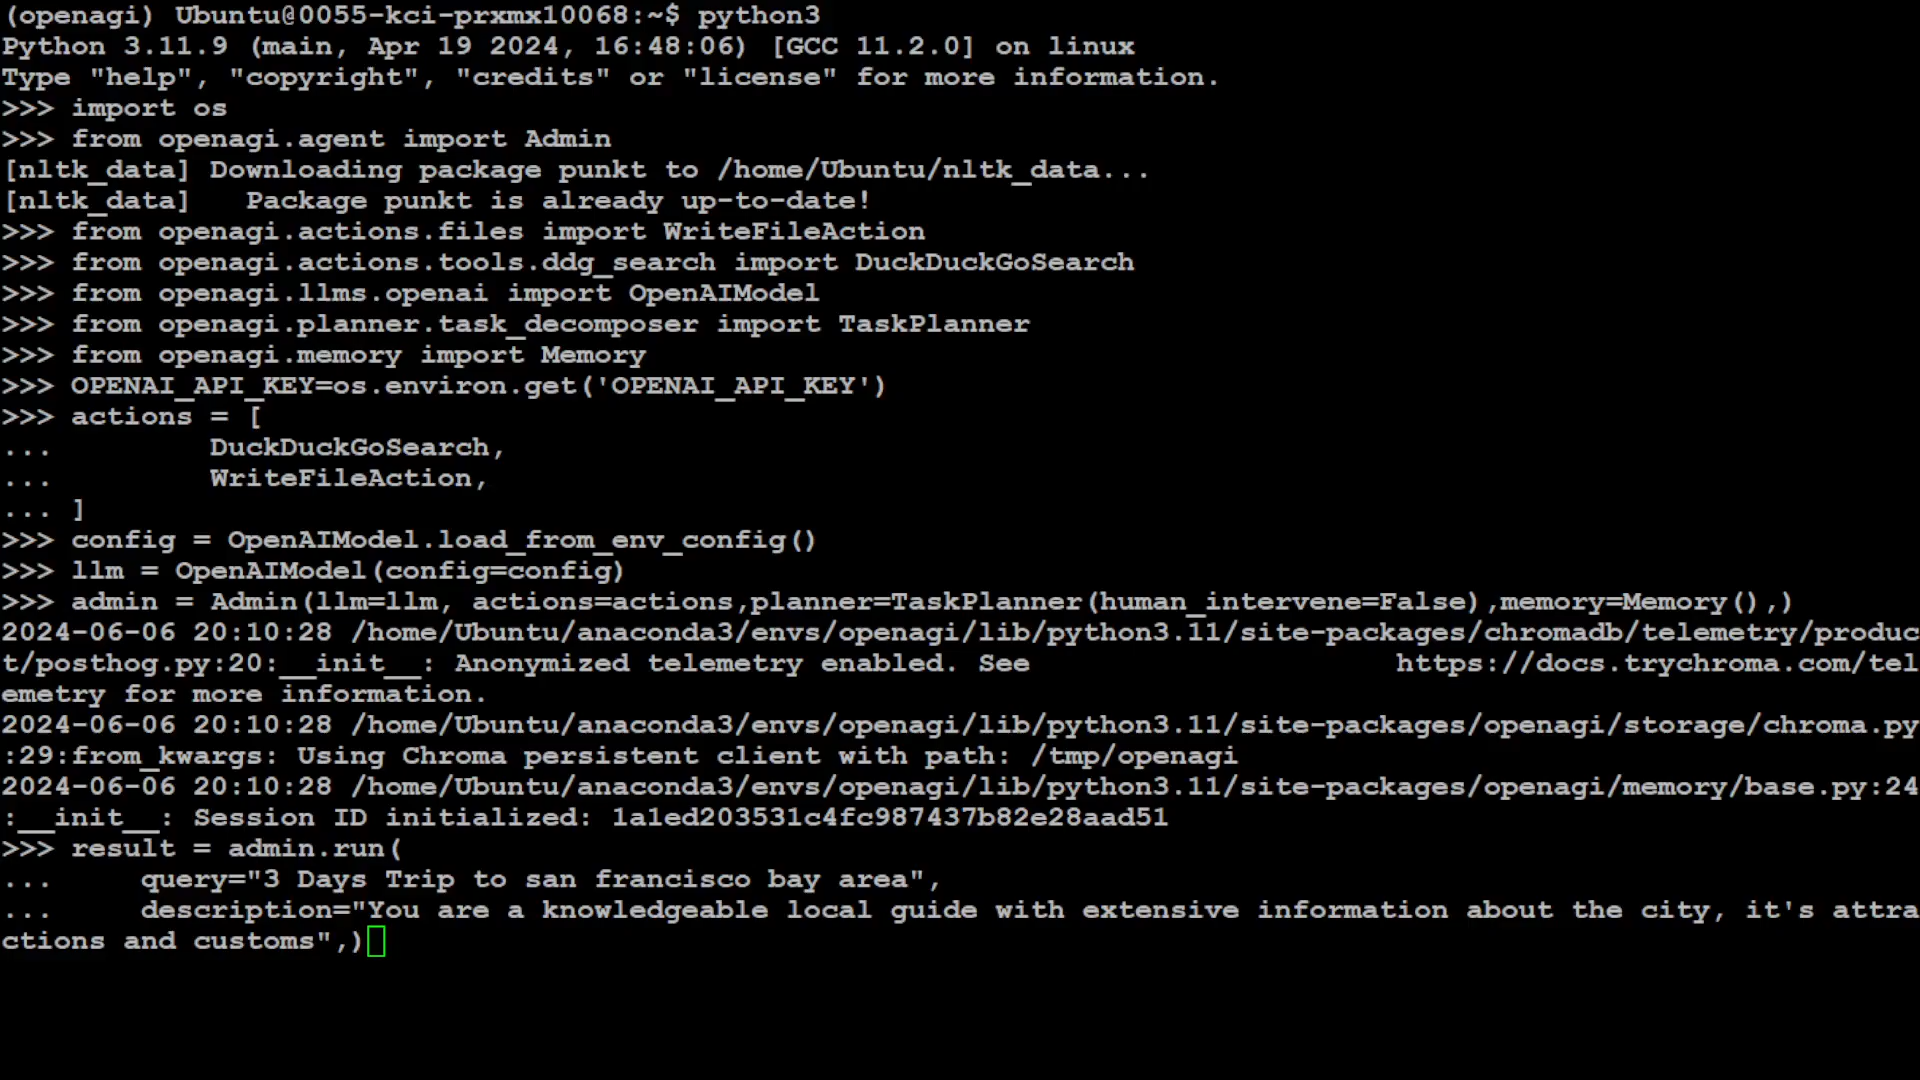 (openagi) Ubuntu@0055-kci-prxmx10068:~$ python3
Python 3.11.9 (main, Apr 19 2024, 16:48:06) [GCC 11.2.0] on linux
Type "help", "copyright", "credits" or "license" for more information.
>>> import os
>>> from openagi.agent import Admin
[nltk_data] Downloading package punkt to /home/Ubuntu/nltk_data...
[nltk_data]   Package punkt is already up-to-date!
>>> from openagi.actions.files import WriteFileAction
>>> from openagi.actions.tools.ddg_search import DuckDuckGoSearch
>>> from openagi.llms.openai import OpenAIModel
>>> from openagi.planner.task_decomposer import TaskPlanner
>>> from openagi.memory import Memory
>>> OPENAI_API_KEY=os.environ.get('OPENAI_API_KEY')
>>> actions = [
...         DuckDuckGoSearch,
...         WriteFileAction,
... ]
>>> config = OpenAIModel.load_from_env_config()
>>> llm = OpenAIModel(config=config)
>>> admin = Admin(llm=llm, actions=actions,planner=TaskPlanner(human_intervene=False),memory=Memory(),)
2024-06-06 20:10:28 /home/Ubuntu/anaconda3/envs/openagi/lib/python3.11/site-packages/chromadb/telemetry/produc
t/posthog.py:20:__init__: Anonymized telemetry enabled. See                     https://docs.trychroma.com/tel
emetry for more information.
2024-06-06 20:10:28 /home/Ubuntu/anaconda3/envs/openagi/lib/python3.11/site-packages/openagi/storage/chroma.py
:29:from_kwargs: Using Chroma persistent client with path: /tmp/openagi
2024-06-06 20:10:28 /home/Ubuntu/anaconda3/envs/openagi/lib/python3.11/site-packages/openagi/memory/base.py:24
:__init__: Session ID initialized: 1a1ed203531c4fc987437b82e28aad51
>>> result = admin.run(
...     query="3 Days Trip to san francisco bay area",
...     description="You are a knowledgeable local guide with extensive information about the city, it's attra
ctions and customs",)